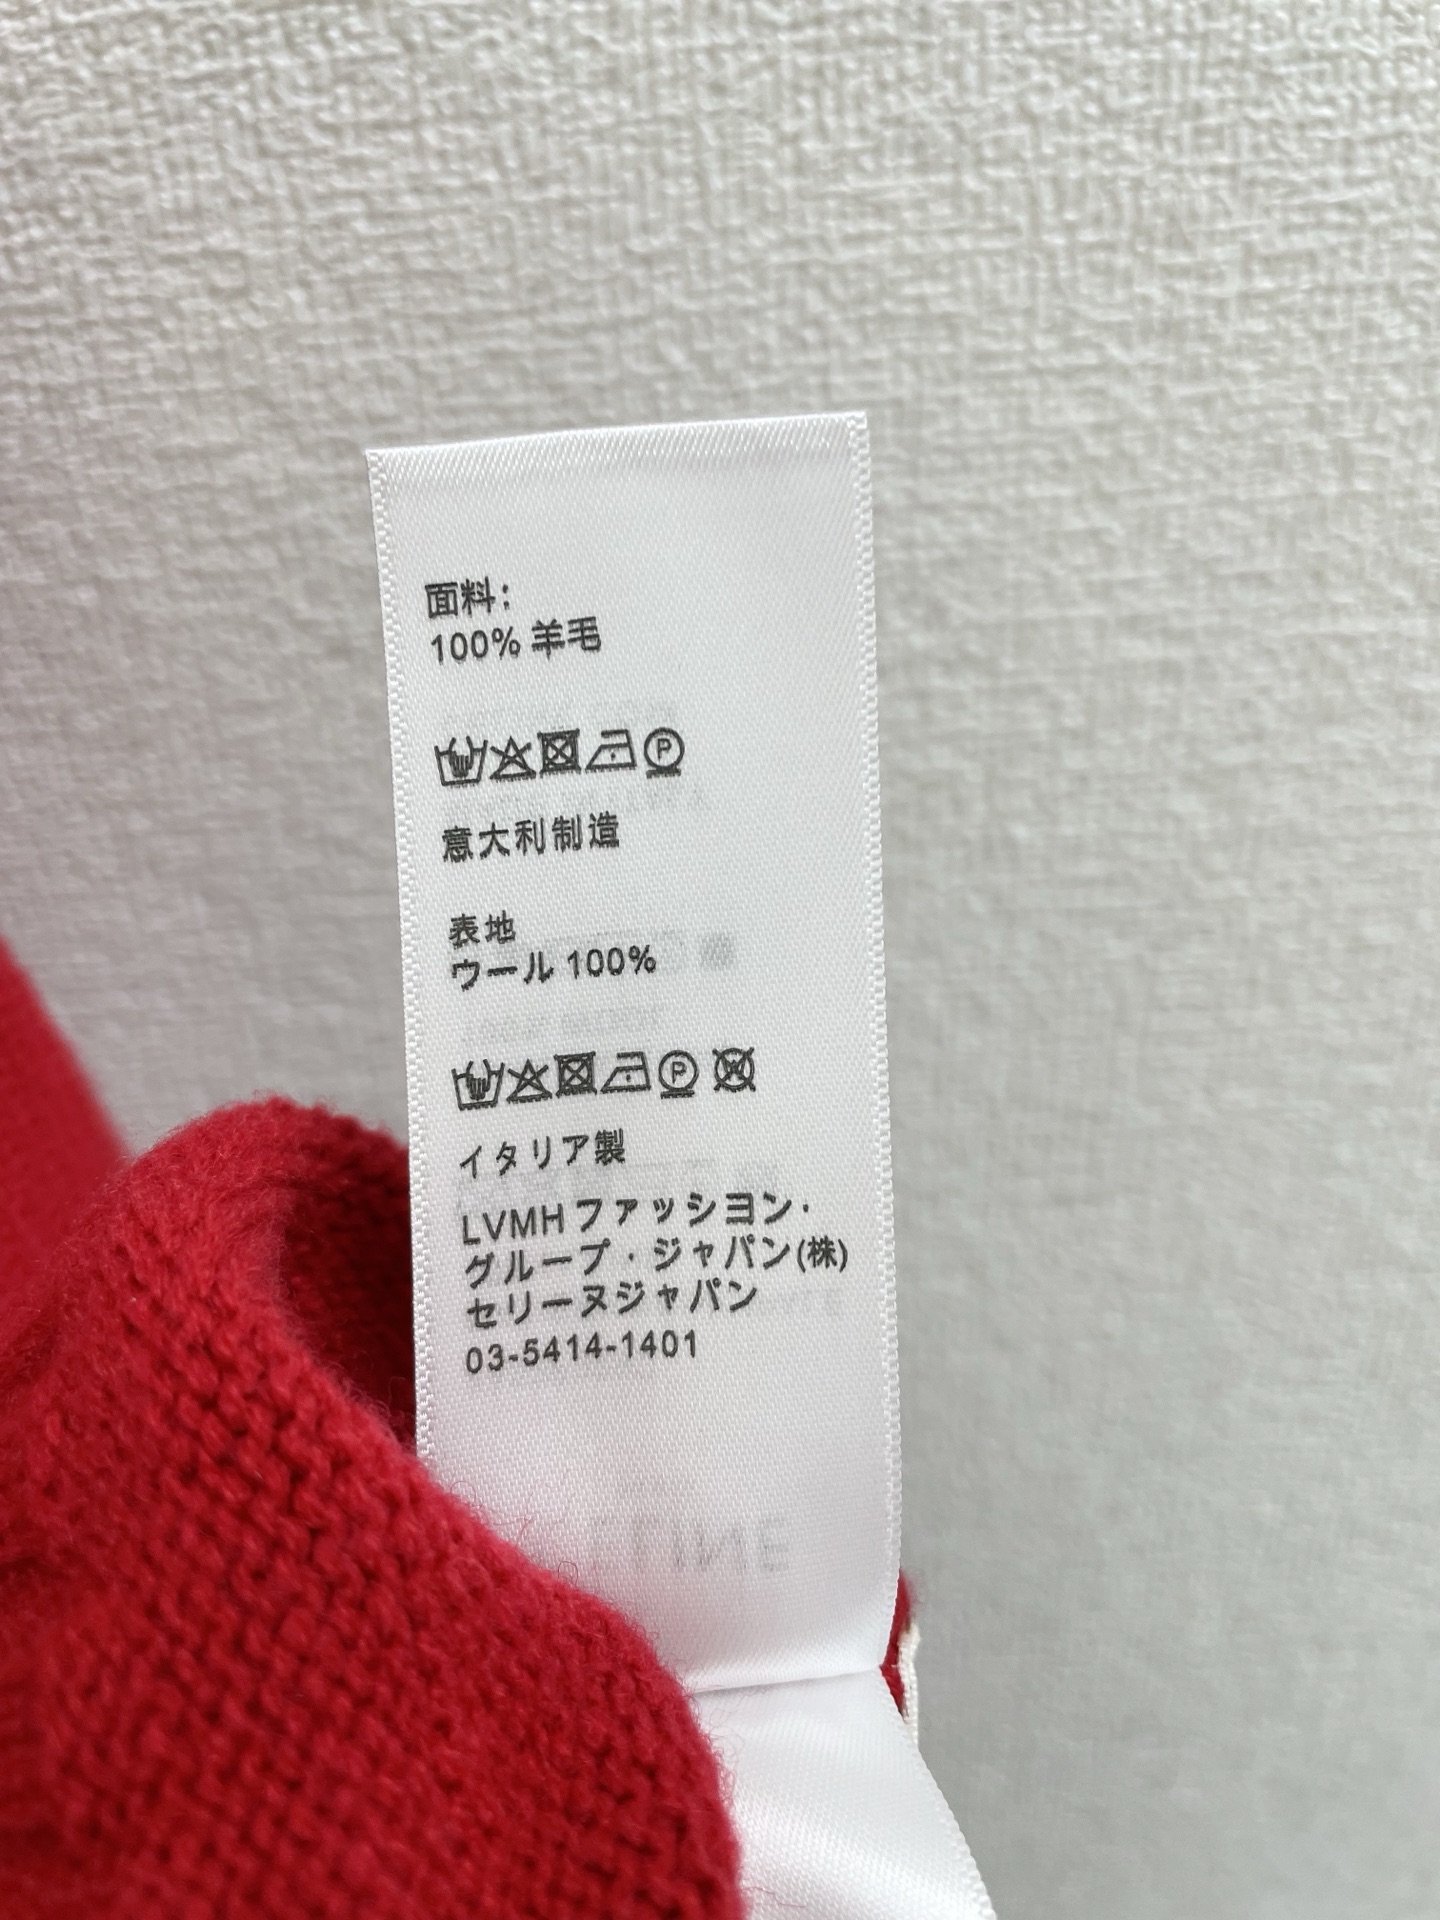 面料:
100% 羊毛
P
意大利制造
表地
ウール 100%
P W
イタリア製
LVMHファッション・
グループ・ジャパン(株)
セリーヌジャパン
03-5414-1401